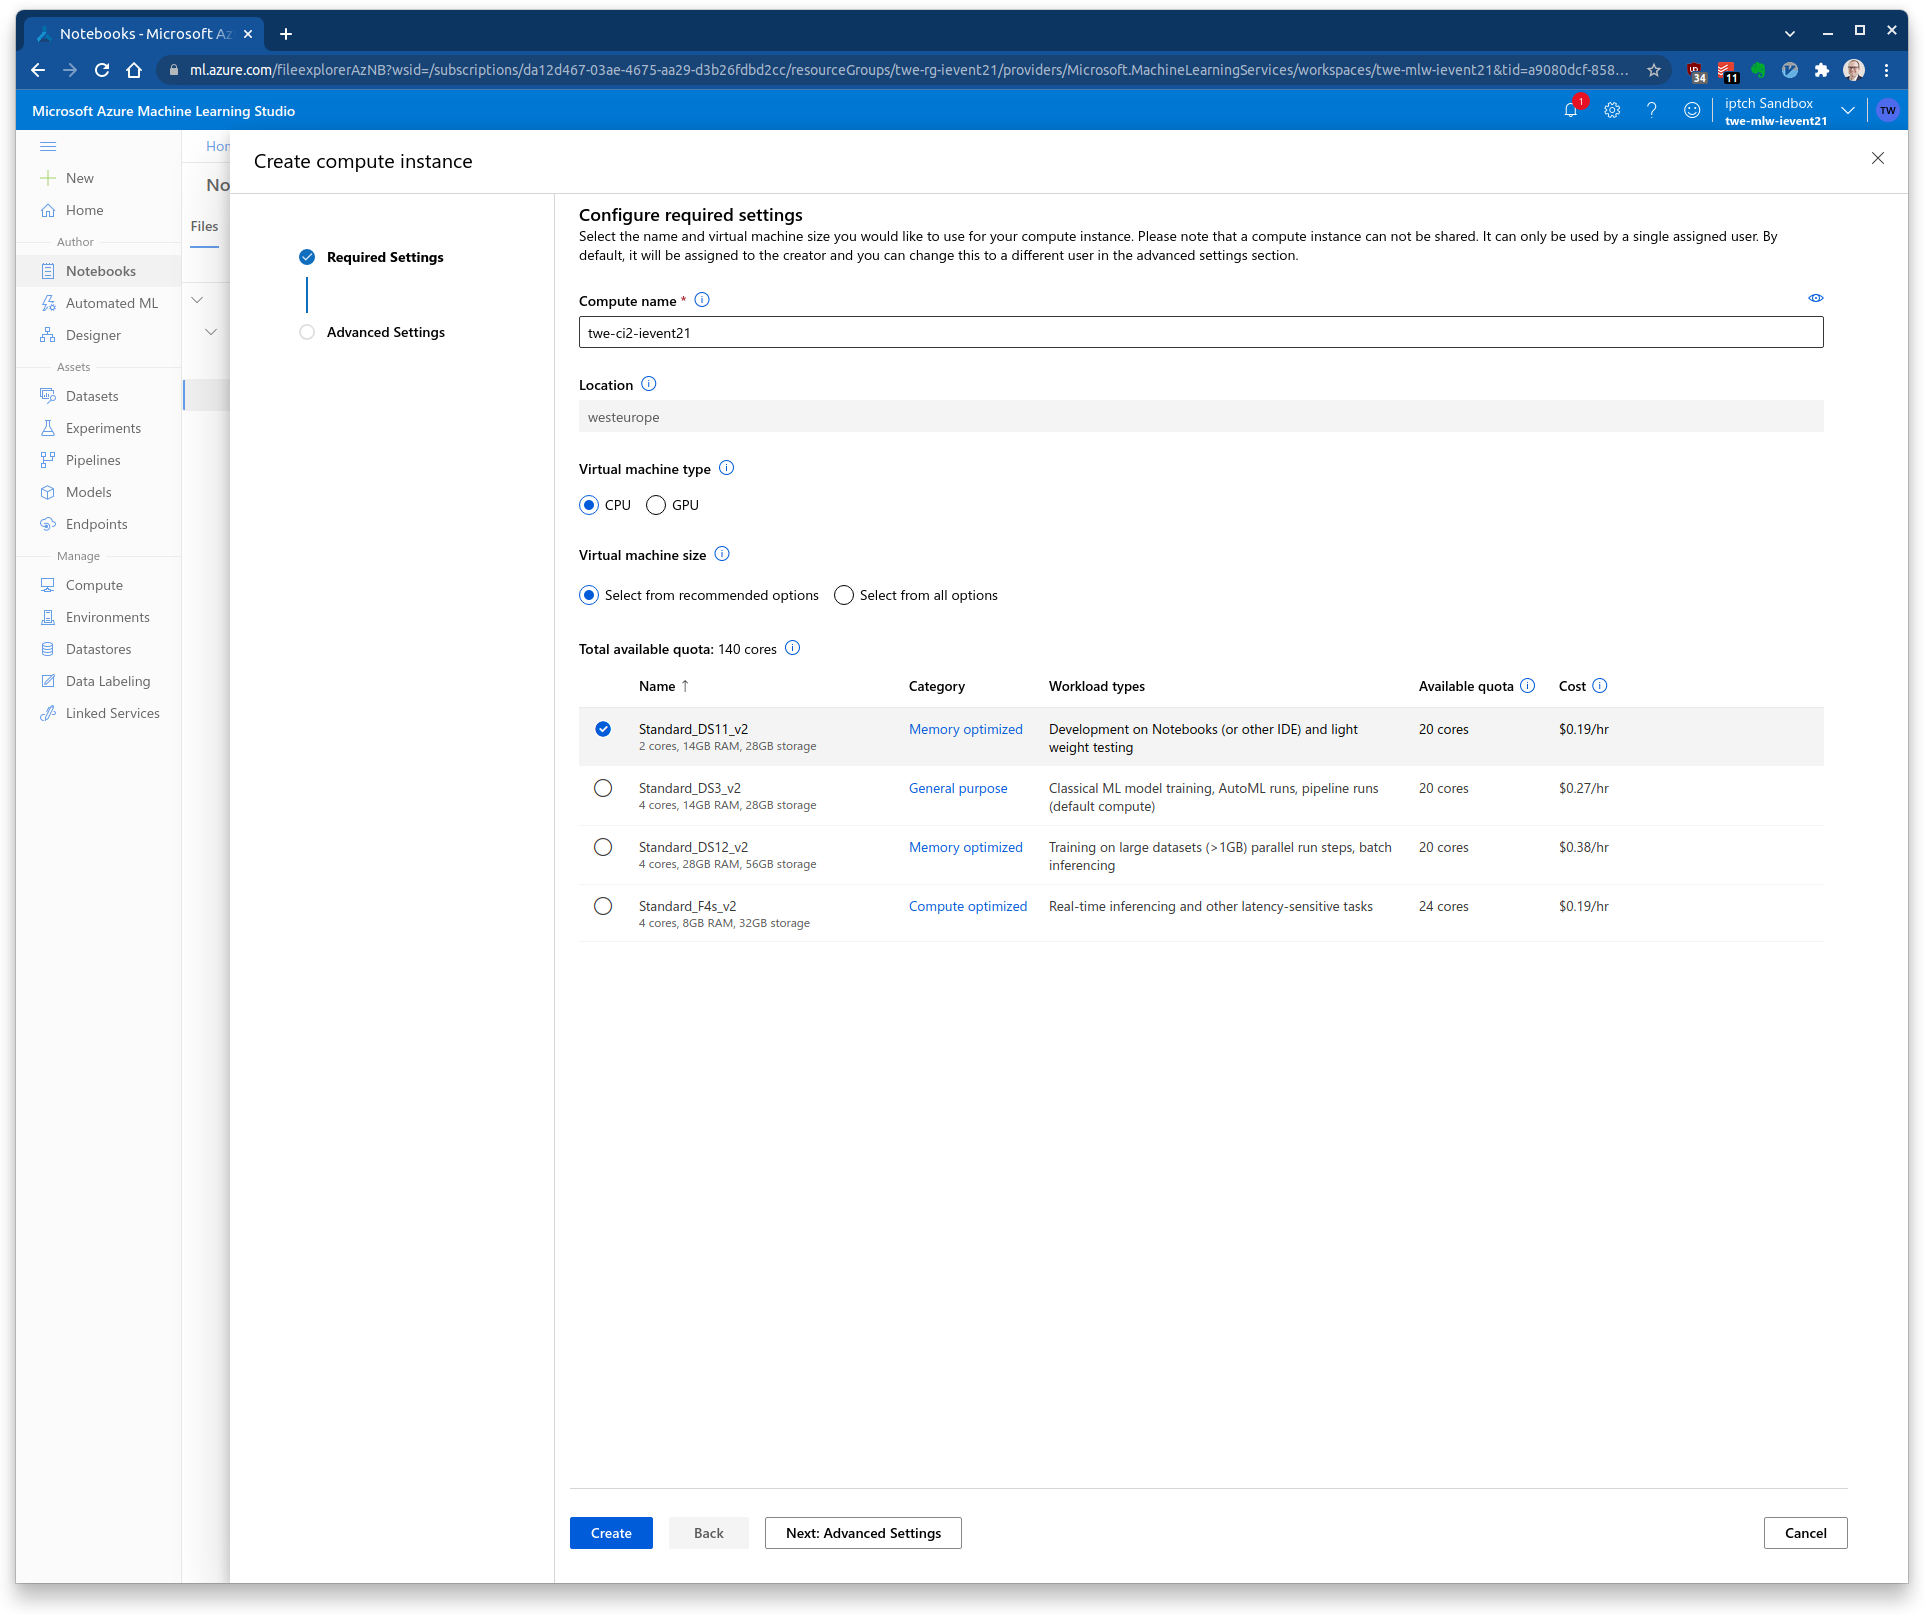 Notebooks - Microsoft Az
ml.azure.com/fileexplorerAzNB?wsid=/subscriptions/da12d467-03ae-4675-aa29-d3b26fdbd2cc/resourceGroups/twe-rg-ievent21/providers/Microsoft.MachineLearningServices/workspaces/twe-mlw-ievent21&tid=a9080dcf-858...
34
11
Microsoft Azure Machine Learning Studio
1
iptch Sandbox
twe-mlw-ievent21
TW
New
Home
Author
Notebooks
Automated ML
Designer
Assets
Datasets
Experiments
Pipelines
Models
Endpoints
Manage
Compute
Environments
Datastores
Data Labeling
Linked Services
Hor
No
Files
Create compute instance
Required Settings
Advanced Settings
Configure required settings
Select the name and virtual machine size you would like to use for your compute instance. Please note that a compute instance can not be shared. It can only be used by a single assigned user. By
default, it will be assigned to the creator and you can change this to a different user in the advanced settings section.
Compute name *
twe-ci2-ievent21
Location
westeurope
Virtual machine type
CPU GPU
Virtual machine size
Select from recommended options Select from all options
Total available quota: 140 cores
Name ↑ Category Workload types Available quota Cost
Standard_DS11_v2 Memory optimized Development on Notebooks (or other IDE) and light 20 cores $0.19/hr
2 cores, 14GB RAM, 28GB storage weight testing
Standard_DS3_v2 General purpose Classical ML model training, AutoML runs, pipeline runs 20 cores $0.27/hr
4 cores, 14GB RAM, 28GB storage (default compute)
Standard_DS12_v2 Memory optimized Training on large datasets (>1GB) parallel run steps, batch 20 cores $0.38/hr
4 cores, 28GB RAM, 56GB storage inferencing
Standard_F4s_v2 Compute optimized Real-time inferencing and other latency-sensitive tasks 24 cores $0.19/hr
4 cores, 8GB RAM, 32GB storage
Create Back Next: Advanced Settings Cancel